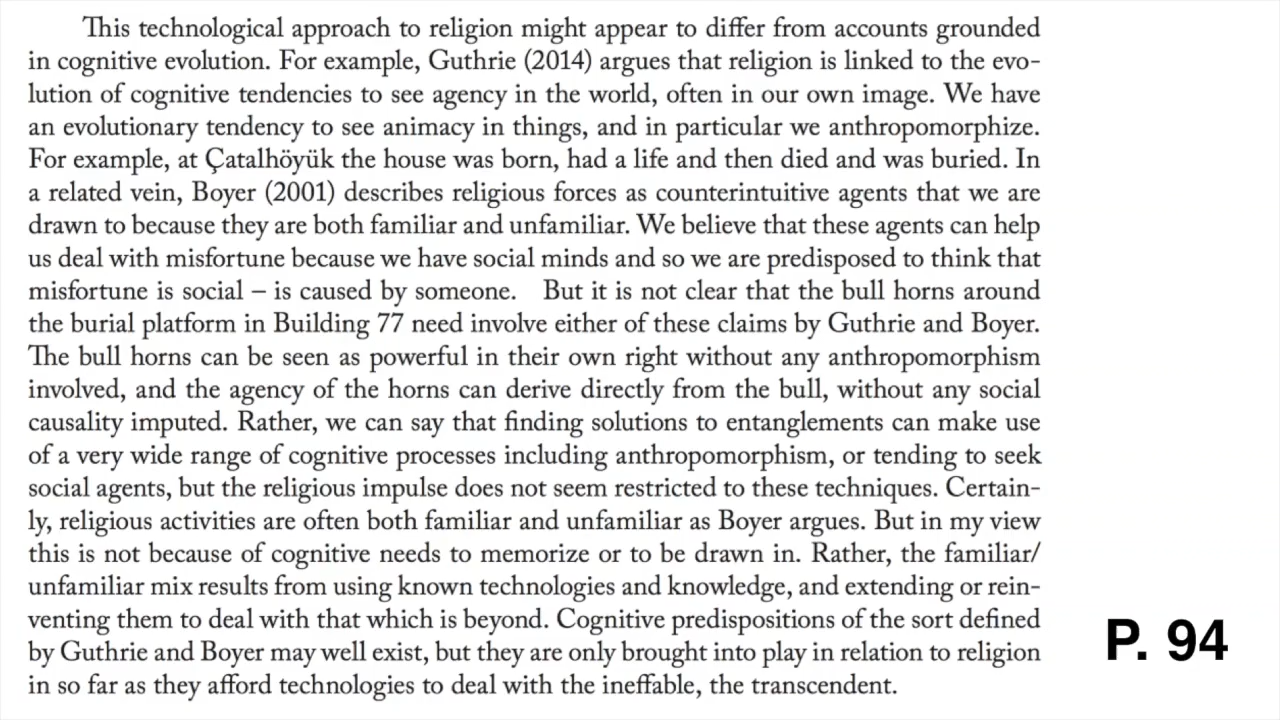 This technological approach to religion might appear to differ from accounts grounded
in cognitive evolution. For example, Guthrie (2014) argues that religion is linked to the evo-
lution of cognitive tendencies to see agency in the world, often in our own image. We have
an evolutionary tendency to see animacy in things, and in particular we anthropomorphize.
For example, at Çatalhöyük the house was born, had a life and then died and was buried. In
a related vein, Boyer (2001) describes religious forces as counterintuitive agents that we are
drawn to because they are both familiar and unfamiliar. We believe that these agents can help
us deal with misfortune because we have social minds and so we are predisposed to think that
misfortune is social – is caused by someone. But it is not clear that the bull horns around
the burial platform in Building 77 need involve either of these claims by Guthrie and Boyer.
The bull horns can be seen as powerful in their own right without any anthropomorphism
involved, and the agency of the horns can derive directly from the bull, without any social
causality imputed. Rather, we can say that finding solutions to entanglements can make use
of a very wide range of cognitive processes including anthropomorphism, or tending to seek
social agents, but the religious impulse does not seem restricted to these techniques. Certain-
ly, religious activities are often both familiar and unfamiliar as Boyer argues. But in my view
this is not because of cognitive needs to memorize or to be drawn in. Rather, the familiar/
unfamiliar mix results from using known technologies and knowledge, and extending or rein-
venting them to deal with that which is beyond. Cognitive predispositions of the sort defined
by Guthrie and Boyer may well exist, but they are only brought into play in relation to religion
in so far as they afford technologies to deal with the ineffable, the transcendent.
P. 94